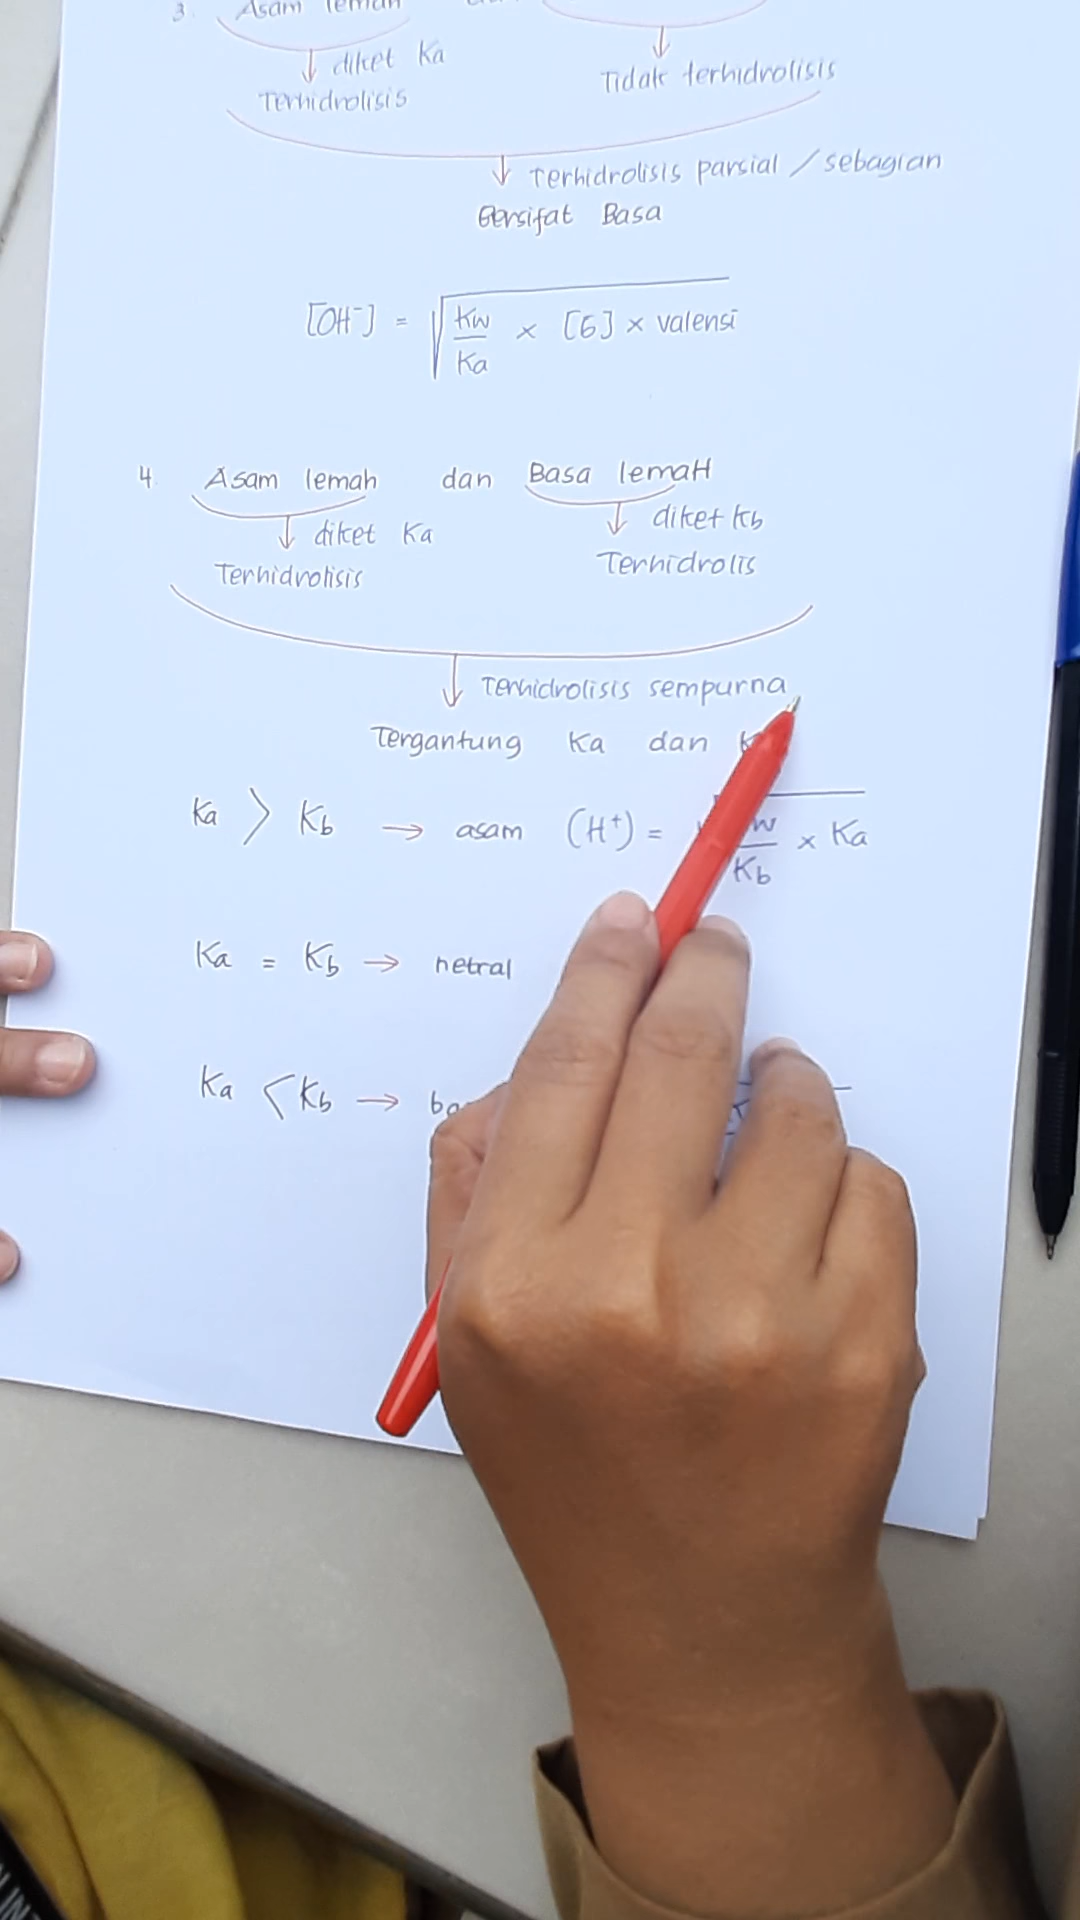 3. Asam lemah
diket Ka
Terhidrolisis
Tidak terhidrolisis
Terhidrolisis parsial / sebagian
Bersifat Basa
[OH⁻] = √ Kw/Ka × [G] × valensi
4. Asam lemah dan Basa lemaH
diket Ka
diket Kb
Terhidrolisis
Terhidrolis
Terhidrolisis sempurna
Tergantung Ka dan
Ka > Kb → asam (H⁺) = √ /Kb × Ka
Ka = Kb → netral
Ka < Kb →